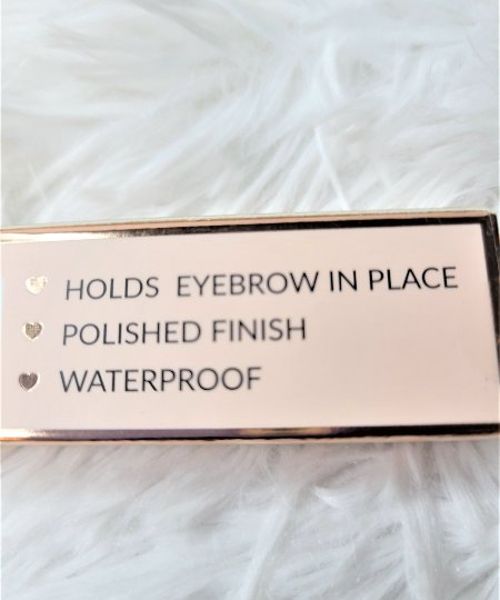 HOLDS EYEBROW IN PLACE
POLISHED FINISH
WATERPROOF